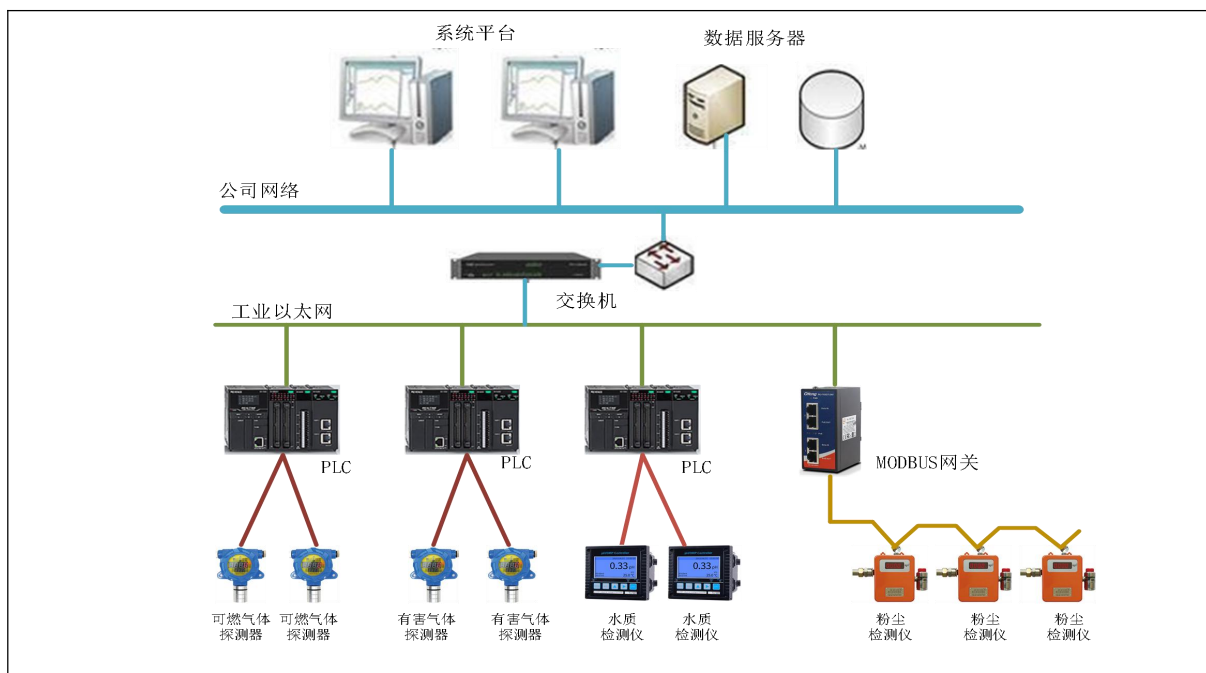 系统平台
数据服务器
公司网络
交换机
工业以太网
PLC
PLC
PLC
MODBUS网关
0.33
0.33
可燃气体
探测器
可燃气体
探测器
有害气体
探测器
有害气体
探测器
水质
检测仪
水质
检测仪
粉尘
检测仪
粉尘
检测仪
粉尘
检测仪